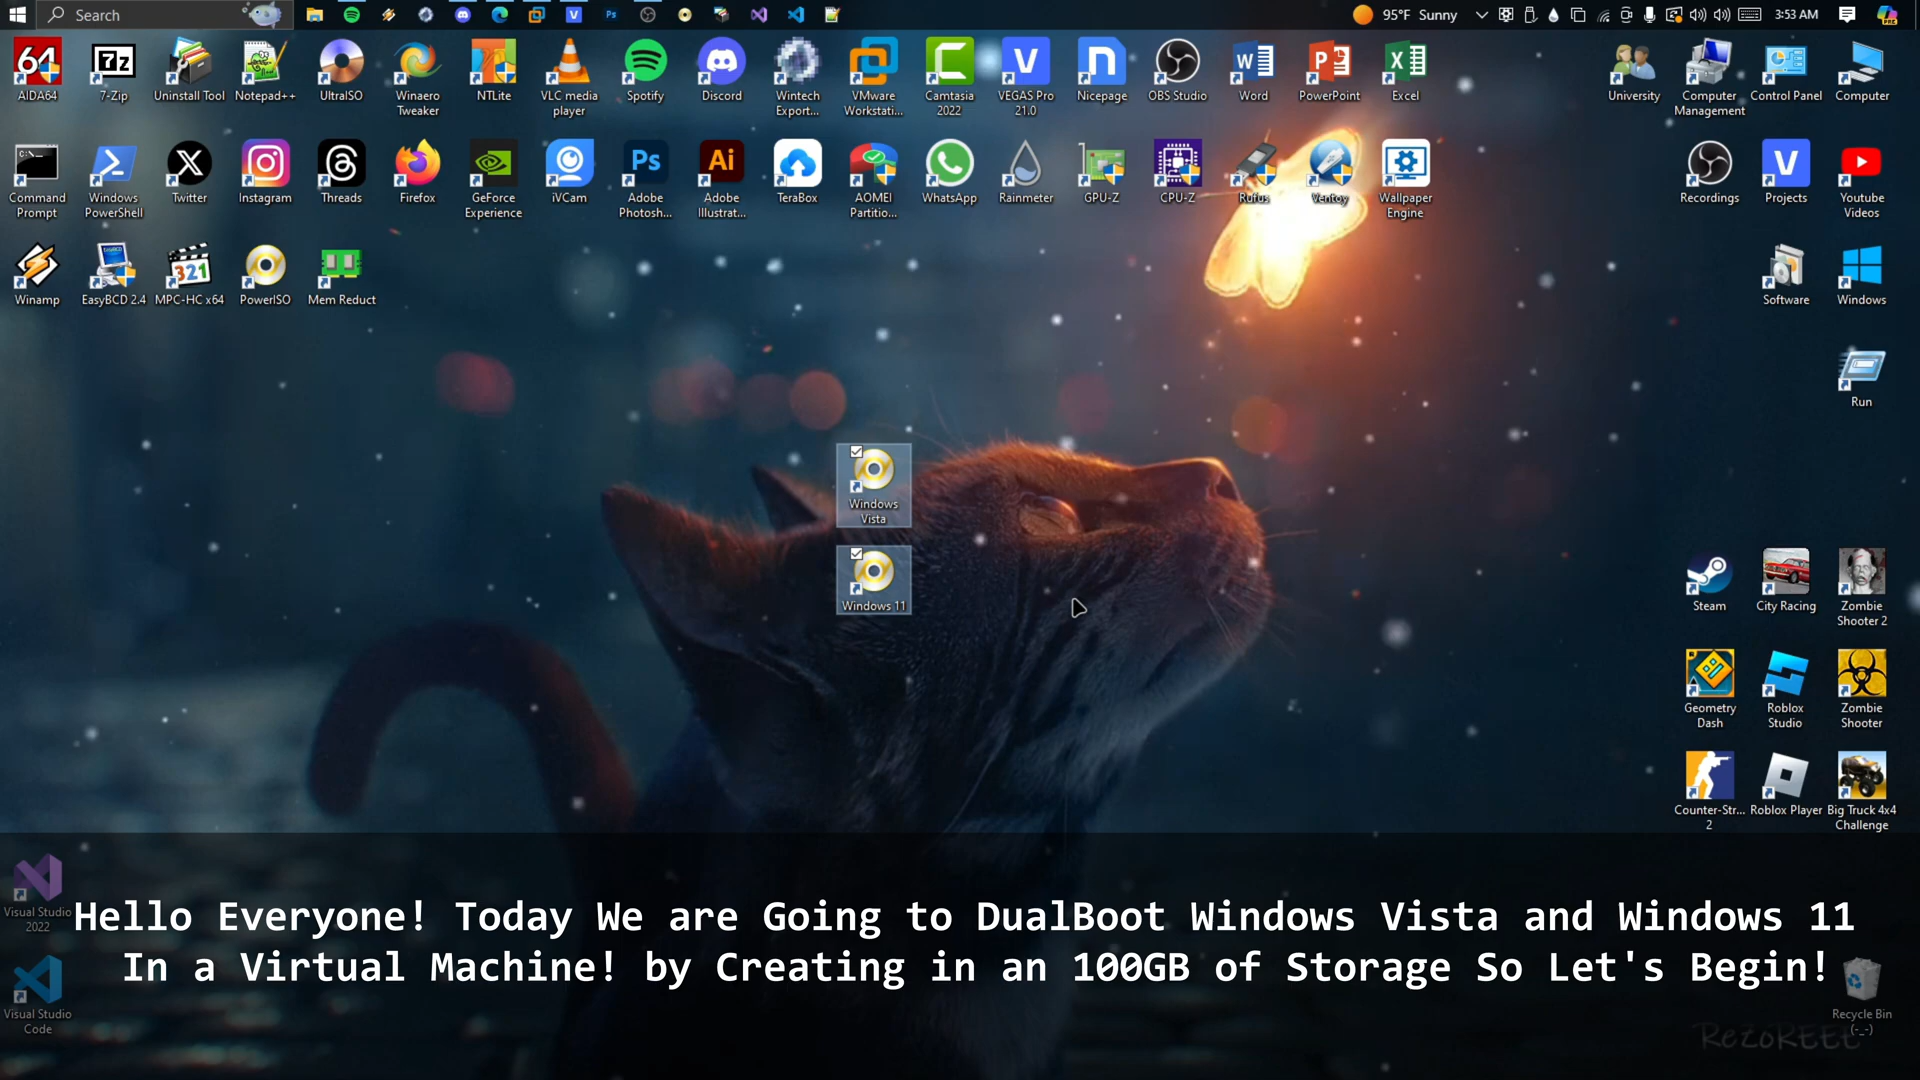 Search
95°F Sunny
3:53 AM
AIDA64
7-Zip
Uninstall Tool
Notepad++
UltraISO
Winaero
Tweaker
NTLite
VLC media
player
Spotify
Discord
Wintech
Export...
VMware
Workstati...
Camtasia
2022
VEGAS Pro
21.0
Nicepage
OBS Studio
Word
PowerPoint
Excel
University
Computer
Management
Control Panel
Computer
Command
Prompt
Windows
PowerShell
Twitter
Instagram
Threads
Firefox
GeForce
Experience
iVCam
Adobe
Photosh...
Adobe
Illustrat...
TeraBox
AOMEI
Partitio...
WhatsApp
Rainmeter
GPU-Z
CPU-Z
Rufus
Ventoy
Wallpaper
Engine
Recordings
Projects
Youtube
Videos
Winamp
EasyBCD 2.4
MPC-HC x64
PowerISO
Mem Reduct
Software
Windows
Run
Windows
Vista
Windows 11
Steam
City Racing
Zombie
Shooter 2
Geometry
Dash
Roblox
Studio
Zombie
Shooter
Counter-Str...
2
Roblox Player
Big Truck 4x4
Challenge
Visual Studio
2022
Hello Everyone! Today We are Going to DualBoot Windows Vista and Windows 11
In a Virtual Machine! by Creating in an 100GB of Storage So Let's Begin!
Visual Studio
Code
Recycle Bin
(-_-)